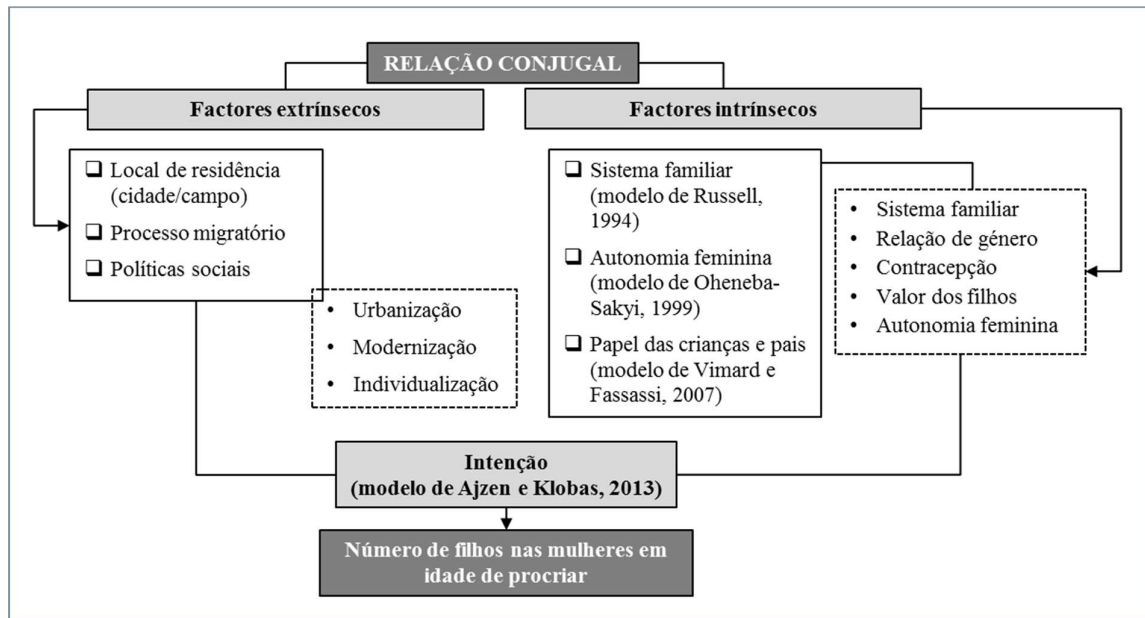 RELAÇÃO CONJUGAL
Factores extrínsecos
❑ Local de residência
(cidade/campo)
❑ Processo migratório
❑ Políticas sociais
• Urbanização
• Modernização
• Individualização
Factores intrínsecos
❑ Sistema familiar
(modelo de Russell,
1994)
❑ Autonomia feminina
(modelo de Oheneba-
Sakyi, 1999)
❑ Papel das crianças e pais
(modelo de Vimard e
Fassassi, 2007)
• Sistema familiar
• Relação de género
• Contracepção
• Valor dos filhos
• Autonomia feminina
Intenção
(modelo de Ajzen e Klobas, 2013)
Número de filhos nas mulheres em
idade de procriar